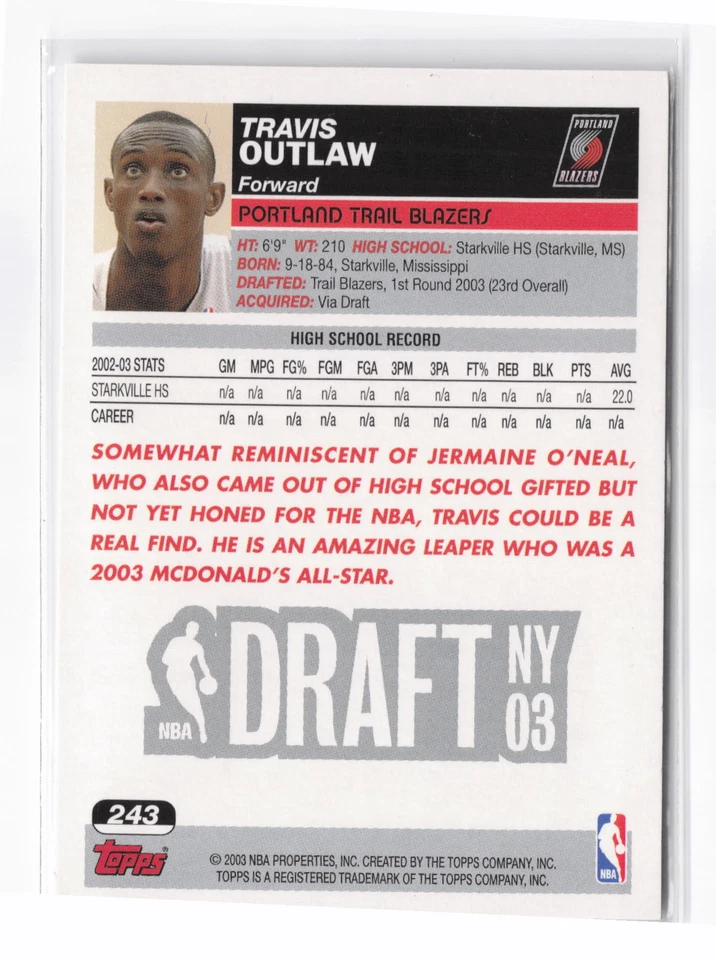 TRAVIS
OUTLAW
Forward
PORTLAND
BLAZERS
PORTLAND TRAIL BLAZERS
HT: 6'9" WT: 210 HIGH SCHOOL: Starkville HS (Starkville, MS)
BORN: 9-18-84, Starkville, Mississippi
DRAFTED: Trail Blazers, 1st Round 2003 (23rd Overall)
ACQUIRED: Via Draft
HIGH SCHOOL RECORD
2002-03 STATS GM MPG FG% FGM FGA 3PM 3PA FT% REB BLK PTS AVG
STARKVILLE HS n/a n/a n/a n/a n/a n/a n/a n/a n/a n/a n/a 22.0
CAREER n/a n/a n/a n/a n/a n/a n/a n/a n/a n/a n/a n/a
SOMEWHAT REMINISCENT OF JERMAINE O'NEAL,
WHO ALSO CAME OUT OF HIGH SCHOOL GIFTED BUT
NOT YET HONED FOR THE NBA, TRAVIS COULD BE A
REAL FIND. HE IS AN AMAZING LEAPER WHO WAS A
2003 MCDONALD'S ALL-STAR.
NBA DRAFT NY
03
243
Topps®
© 2003 NBA PROPERTIES, INC. CREATED BY THE TOPPS COMPANY, INC.
TOPPS IS A REGISTERED TRADEMARK OF THE TOPPS COMPANY, INC.
NBA